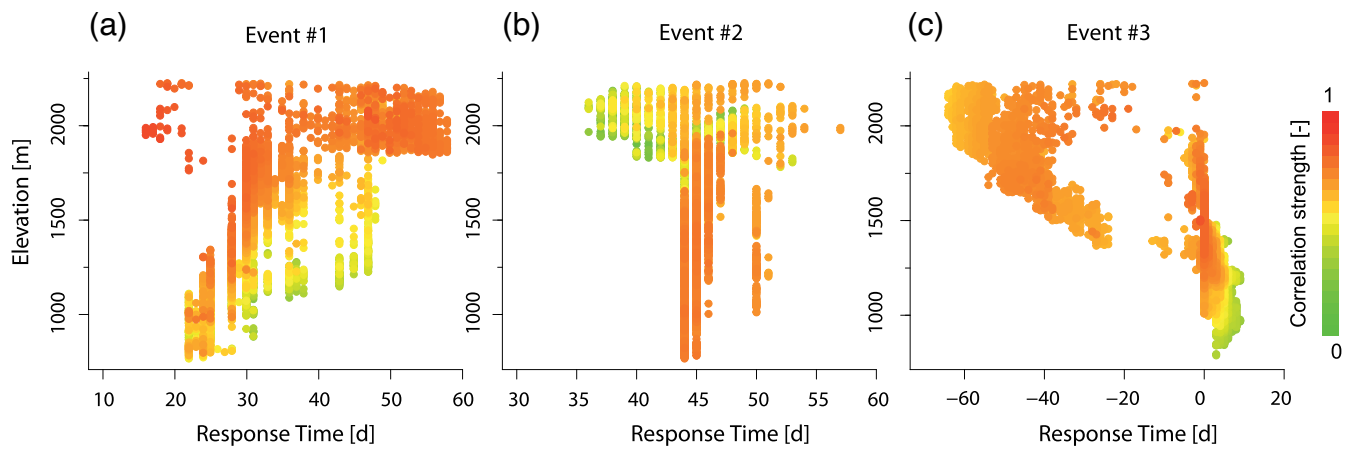 (a)
Event #1
(b)
Event #2
(c)
Event #3
Elevation [m]
2000
1500
1000
10
20
30
40
50
60
Response Time [d]
2000
1500
1000
30
35
40
45
50
55
60
Response Time [d]
2000
1500
1000
−60
−40
−20
0
20
Response Time [d]
1
Correlation strength [-]
0